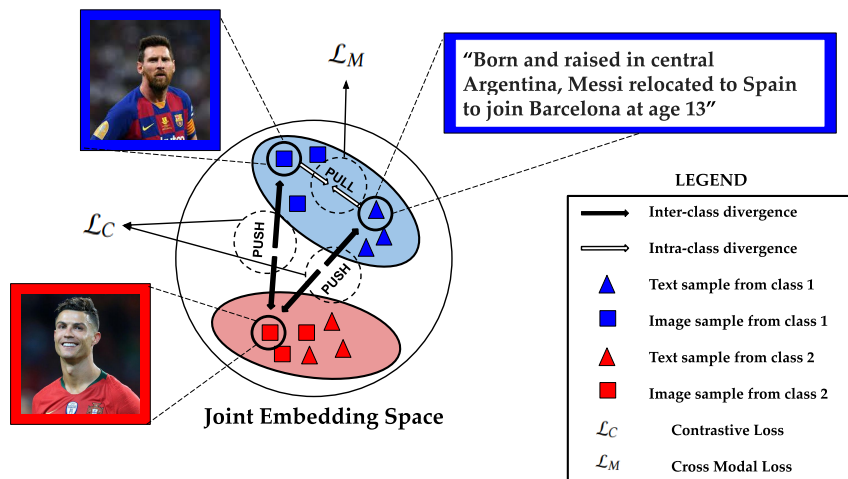 ℒM
“Born and raised in central
Argentina, Messi relocated to Spain
to join Barcelona at age 13”
PULL
ℒC
PUSH
PUSH
Joint Embedding Space
LEGEND
Inter-class divergence
Intra-class divergence
Text sample from class 1
Image sample from class 1
Text sample from class 2
Image sample from class 2
ℒC Contrastive Loss
ℒM Cross Modal Loss